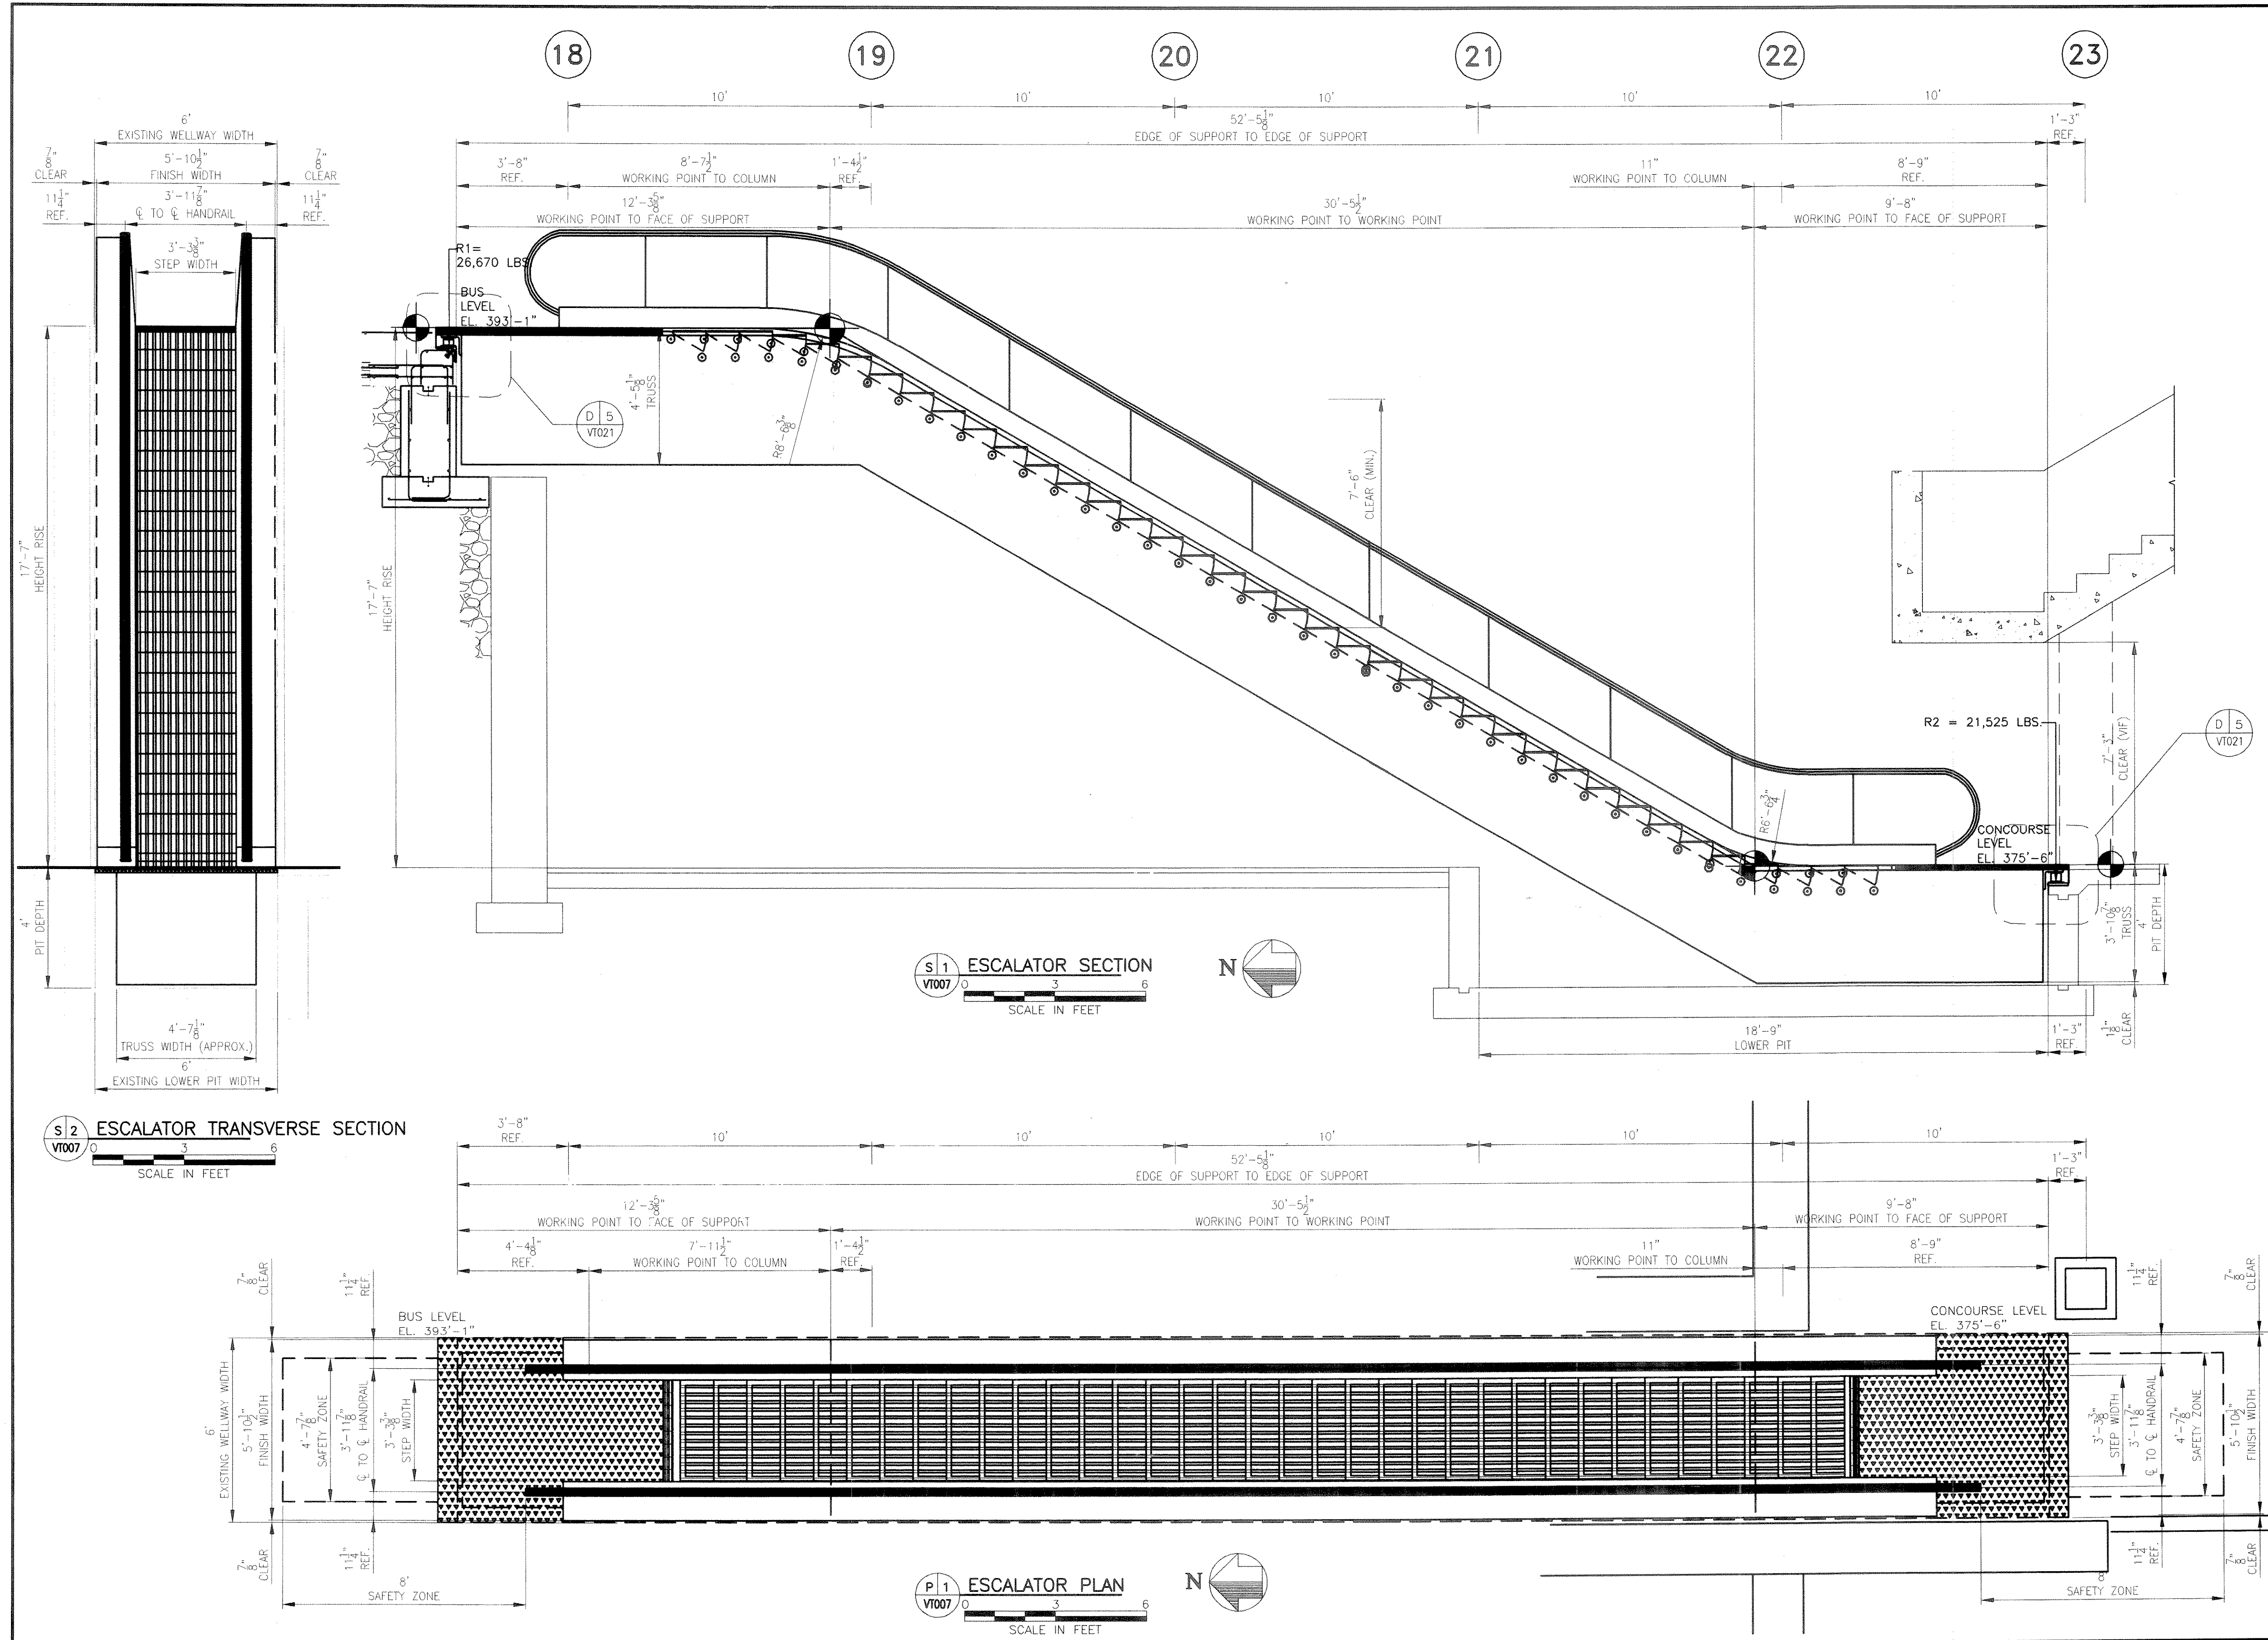 18 19 20 21 22 23
10' 10' 10' 10' 10'
52'-5 1/8"
EDGE OF SUPPORT TO EDGE OF SUPPORT
1'-3"
REF.
3'-8"
REF.
8'-7 1/2"
WORKING POINT TO COLUMN
1'-4 1/2"
REF.
11"
WORKING POINT TO COLUMN
8'-9"
REF.
12'-3 5/8"
WORKING POINT TO FACE OF SUPPORT
30'-5 1/2"
WORKING POINT TO WORKING POINT
9'-8"
WORKING POINT TO FACE OF SUPPORT
6'
EXISTING WELLWAY WIDTH
7/8"
CLEAR
5'-10 1/2"
FINISH WIDTH
7/8"
CLEAR
11 1/4"
REF.
3'-11 7/8"
℄ TO ℄ HANDRAIL
11 1/4"
REF.
3'-3 3/8"
STEP WIDTH
17'-7"
HEIGHT RISE
4'
PIT DEPTH
4'-7 1/8"
TRUSS WIDTH (APPROX.)
6'
EXISTING LOWER PIT WIDTH
S 2
VT007
ESCALATOR TRANSVERSE SECTION
0 3 6
SCALE IN FEET
R1=
26,670 LBS
BUS
LEVEL
EL. 393'-1"
D 5
VT021
4'-5 1/8"
TRUSS
R8'-6 3/8"
17'-7"
HEIGHT RISE
7'-6"
CLEAR (MIN.)
R2 = 21,525 LBS.
7'-3"
CLEAR (VIF)
D 5
VT021
R6'-6 3/4"
CONCOURSE
LEVEL
EL. 375'-6"
3'-10 7/8"
TRUSS
4'
PIT DEPTH
1 1/8"
CLEAR
18'-9"
LOWER PIT
1'-3"
REF.
S 1
VT007
ESCALATOR SECTION
0 3 6
SCALE IN FEET
N
3'-8"
REF.
10' 10' 10' 10' 10'
52'-5 1/8"
EDGE OF SUPPORT TO EDGE OF SUPPORT
1'-3"
REF.
12'-3 5/8"
WORKING POINT TO FACE OF SUPPORT
30'-5 1/2"
WORKING POINT TO WORKING POINT
9'-8"
WORKING POINT TO FACE OF SUPPORT
4'-4 1/8"
REF.
7'-11 1/2"
WORKING POINT TO COLUMN
1'-4 1/2"
REF.
11"
WORKING POINT TO COLUMN
8'-9"
REF.
7/8"
CLEAR
11 1/4"
REF.
BUS LEVEL
EL. 393'-1"
CONCOURSE LEVEL
EL. 375'-6"
11 1/4"
REF.
7/8"
CLEAR
6'
EXISTING WELLWAY WIDTH
5'-10 1/2"
FINISH WIDTH
4'-7 7/8"
SAFETY ZONE
3'-11 7/8"
℄ TO ℄ HANDRAIL
3'-3 3/8"
STEP WIDTH
3'-3 3/8"
STEP WIDTH
3'-11 7/8"
℄ TO ℄ HANDRAIL
4'-7 7/8"
SAFETY ZONE
5'-10 1/2"
FINISH WIDTH
7/8"
CLEAR
11 1/4"
REF.
8'
SAFETY ZONE
11 1/4"
REF.
7/8"
CLEAR
8
SAFETY ZONE
P 1
VT007
ESCALATOR PLAN
0 3 6
SCALE IN FEET
N